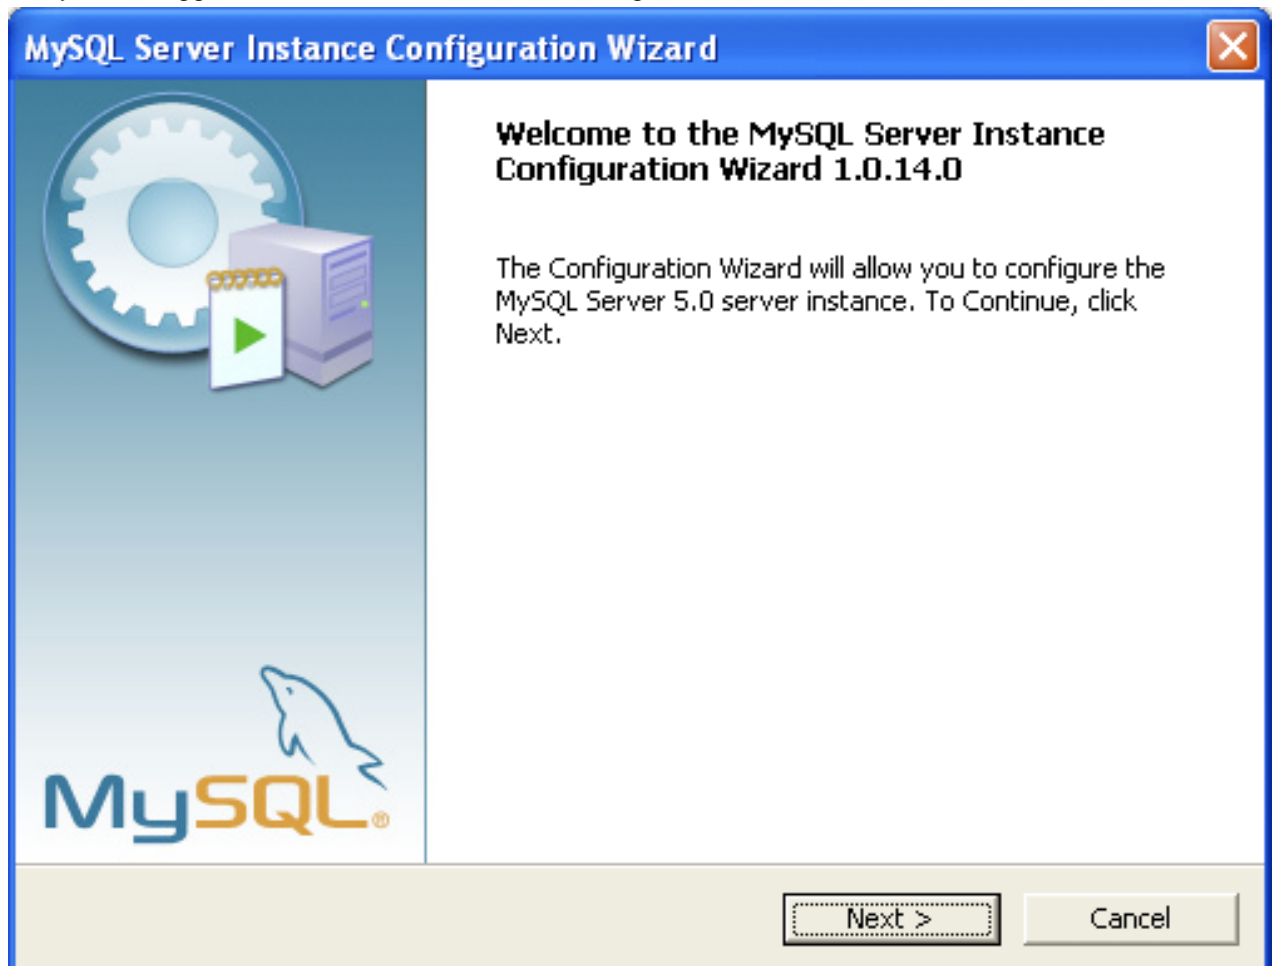 MySQL Server Instance Configuration Wizard
Welcome to the MySQL Server Instance
Configuration Wizard 1.0.14.0
The Configuration Wizard will allow you to configure the
MySQL Server 5.0 server instance. To Continue, click
Next.
MySQL®
Next >
Cancel